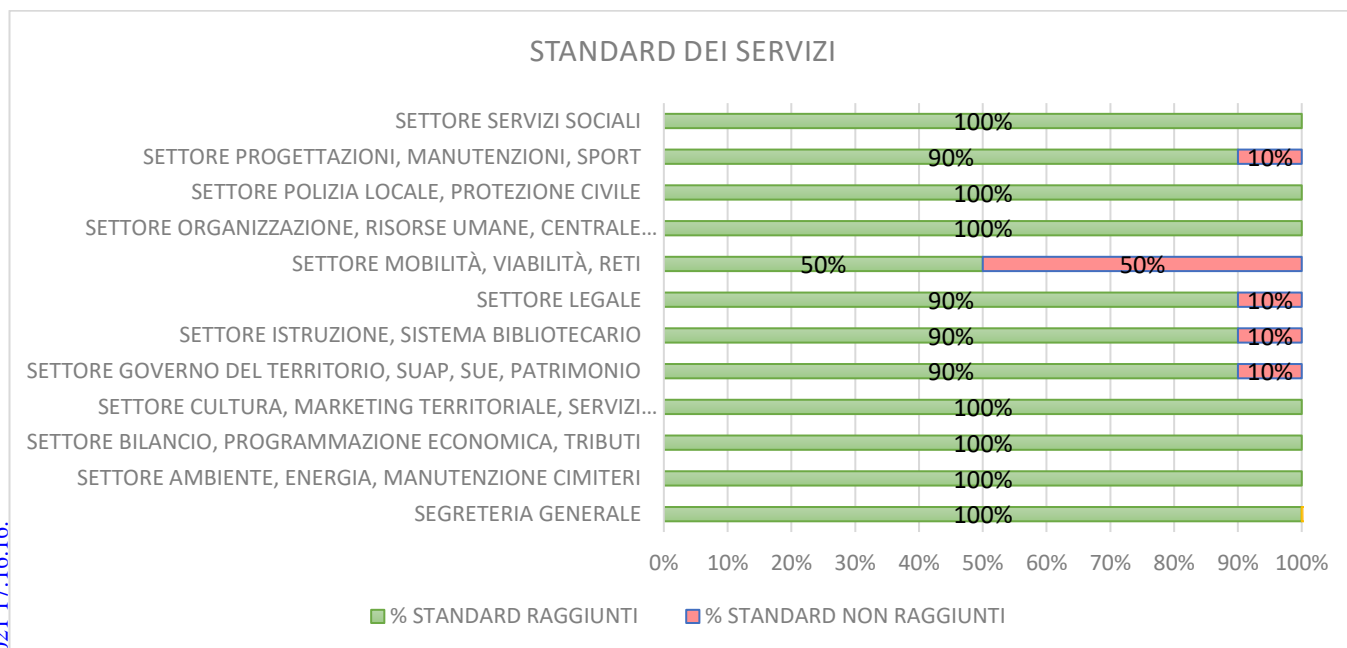 STANDARD DEI SERVIZI
SETTORE SERVIZI SOCIALI 100%
SETTORE PROGETTAZIONI, MANUTENZIONI, SPORT 90% 10%
SETTORE POLIZIA LOCALE, PROTEZIONE CIVILE 100%
SETTORE ORGANIZZAZIONE, RISORSE UMANE, CENTRALE... 100%
SETTORE MOBILITÀ, VIABILITÀ, RETI 50% 50%
SETTORE LEGALE 90% 10%
SETTORE ISTRUZIONE, SISTEMA BIBLIOTECARIO 90% 10%
SETTORE GOVERNO DEL TERRITORIO, SUAP, SUE, PATRIMONIO 90% 10%
SETTORE CULTURA, MARKETING TERRITORIALE, SERVIZI... 100%
SETTORE BILANCIO, PROGRAMMAZIONE ECONOMICA, TRIBUTI 100%
SETTORE AMBIENTE, ENERGIA, MANUTENZIONE CIMITERI 100%
SEGRETERIA GENERALE 100%
0% 10% 20% 30% 40% 50% 60% 70% 80% 90% 100%
% STANDARD RAGGIUNTI % STANDARD NON RAGGIUNTI